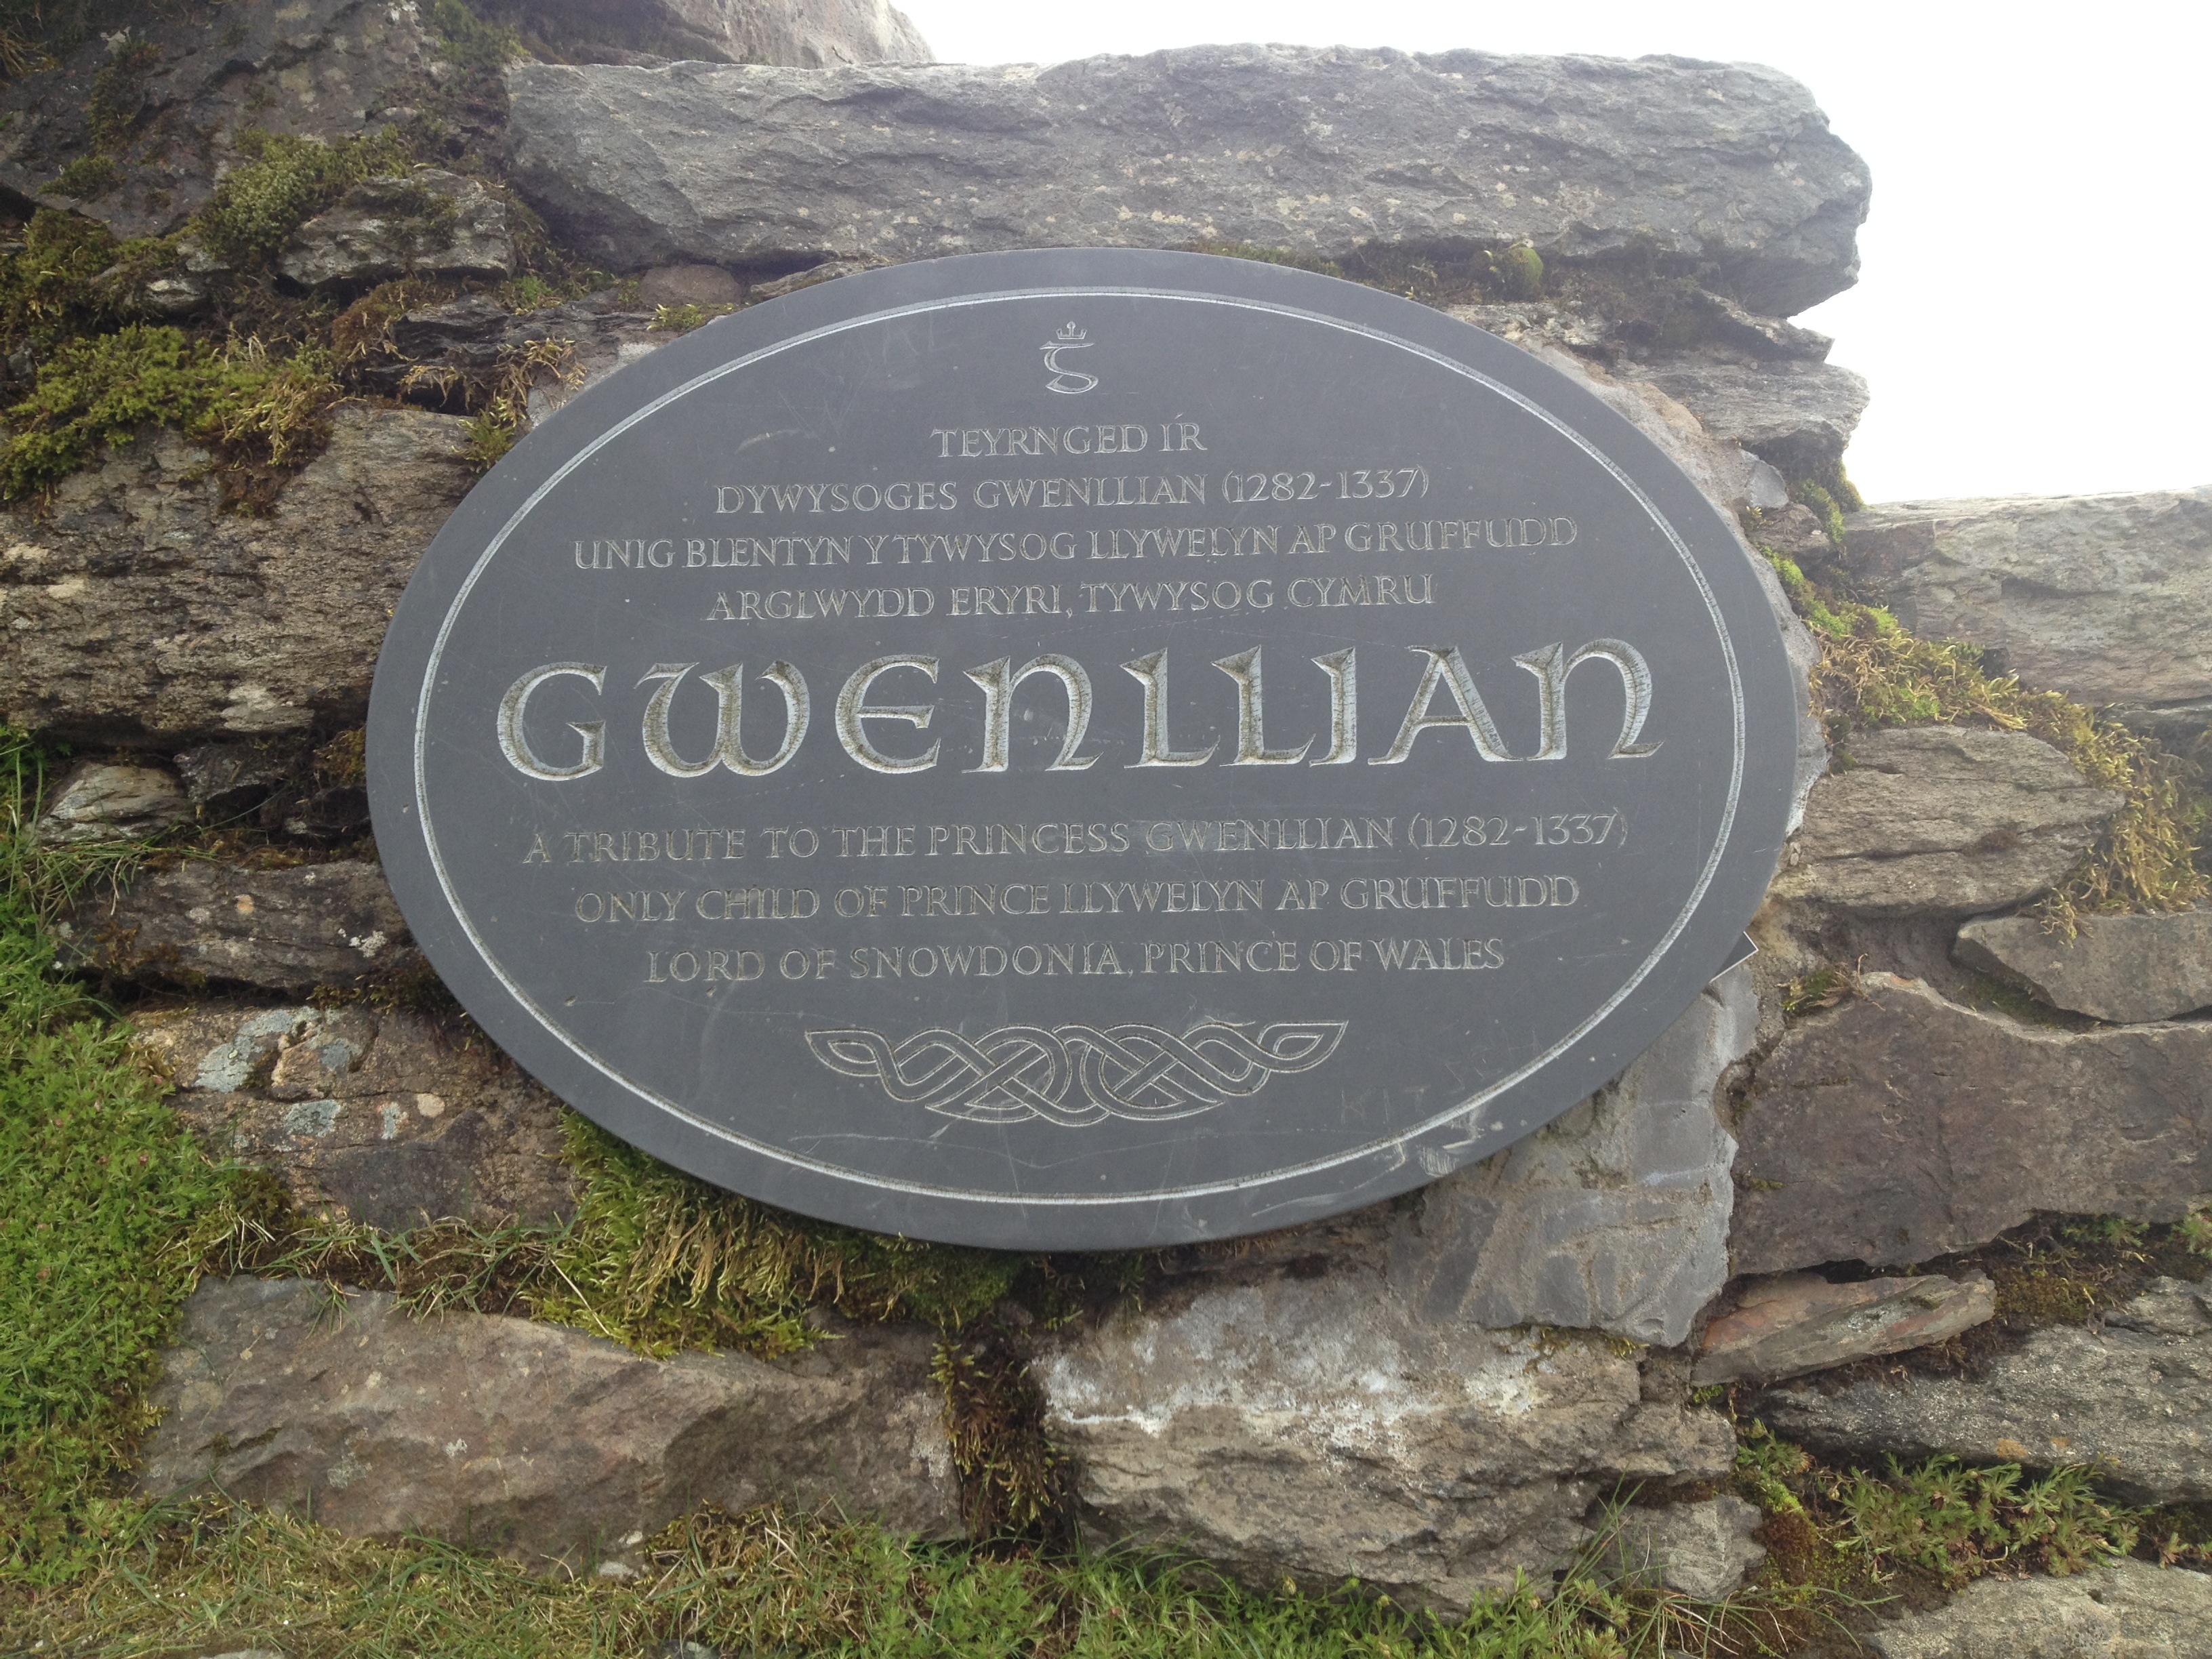 TEYRNGED I'R
DYWYSOGES GWENLLIAN (1282-1337)
UNIG BLENTYN Y TYWYSOG LLYWELYN AP GRUFFUDD
ARGLWYDD ERYRI, TYWYSOG CYMRU
GWENLLIAN
A TRIBUTE TO THE PRINCESS GWENLLIAN (1282-1337)
ONLY CHILD OF PRINCE LLYWELYN AP GRUFFUDD
LORD OF SNOWDONIA, PRINCE OF WALES